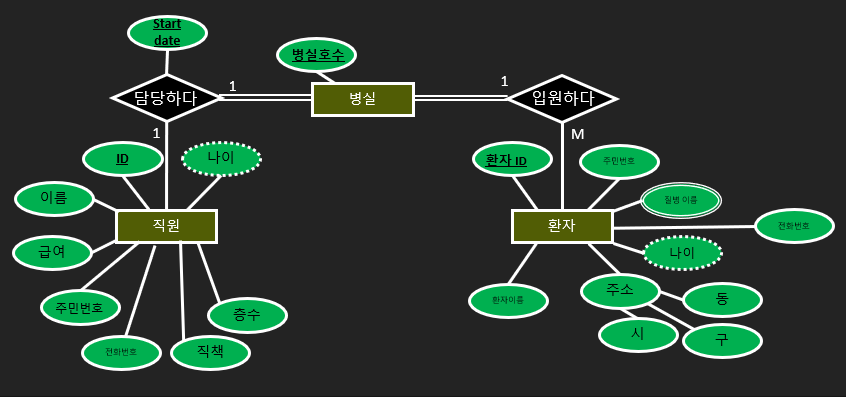 Start
date
병실호수
담당하다
1
병실
1
입원하다
1
M
ID
나이
환자 ID
주민번호
이름
질병 이름
직원
환자
전화번호
급여
나이
주민번호
층수
환자이름
주소
동
전화번호
직책
시
구